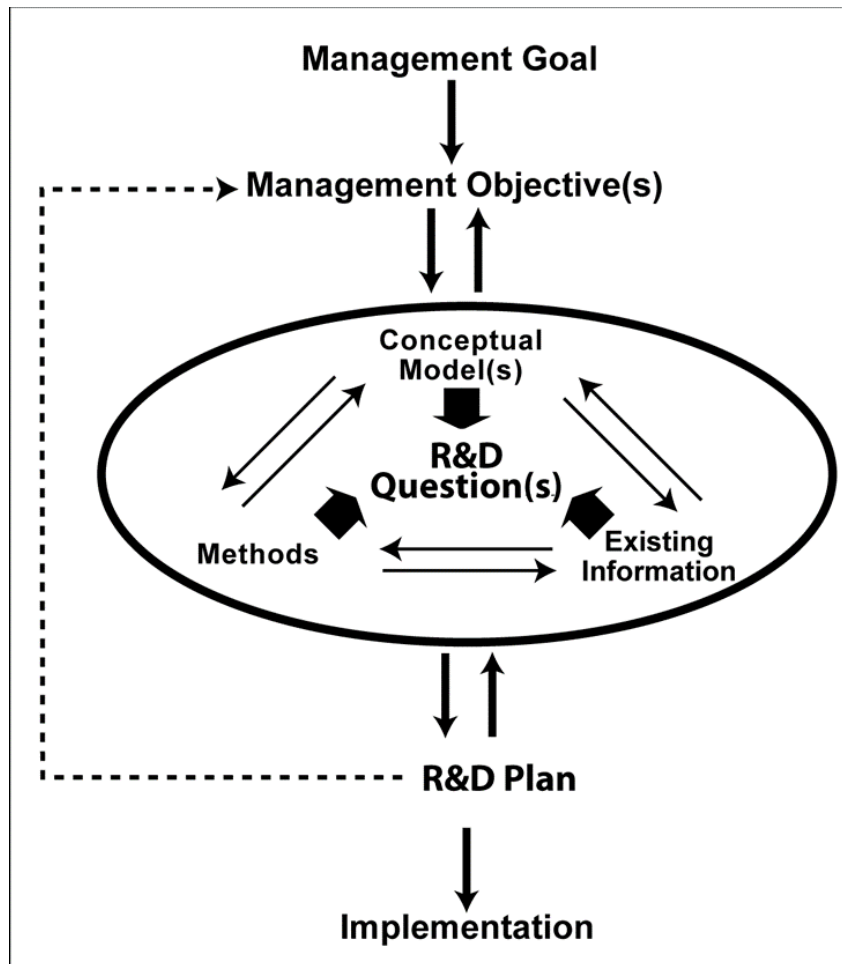 Management Goal
Management Objective(s)
Conceptual
Model(s)
R&D
Question(s)
Methods
Existing
Information
R&D Plan
Implementation